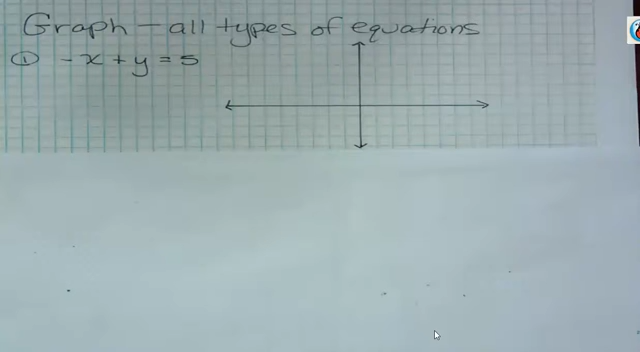 Graph - all types of equations
① -x + y = 5